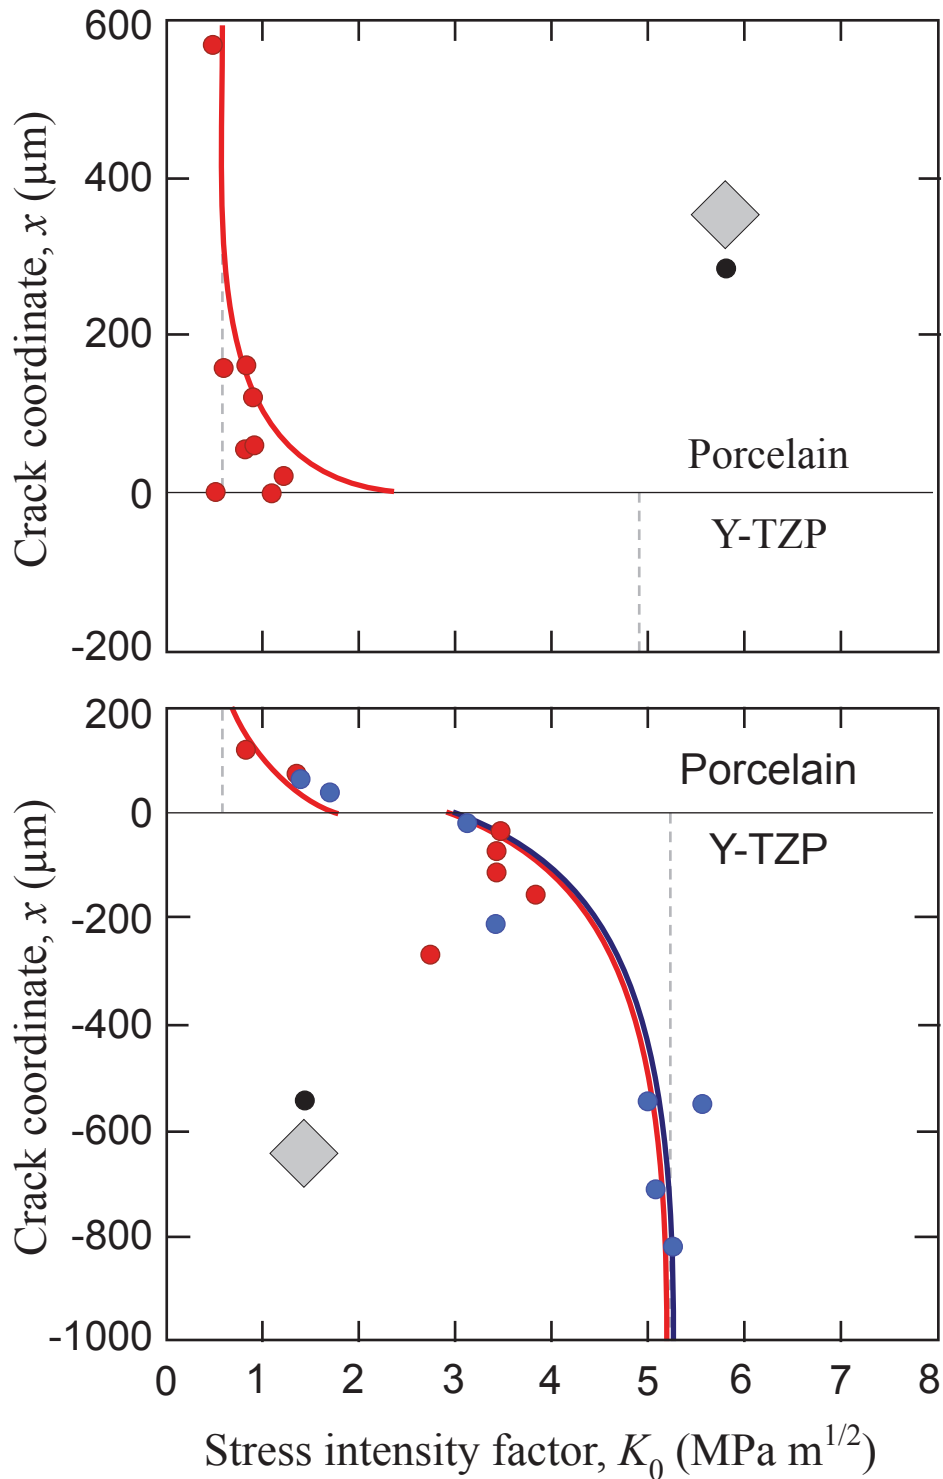 600
400
200
0
-200
Crack coordinate, x (μm)
Porcelain
Y-TZP
200
0
-200
-400
-600
-800
-1000
Crack coordinate, x (μm)
Porcelain
Y-TZP
0 1 2 3 4 5 6 7 8
Stress intensity factor, K₀ (MPa m^1/2)